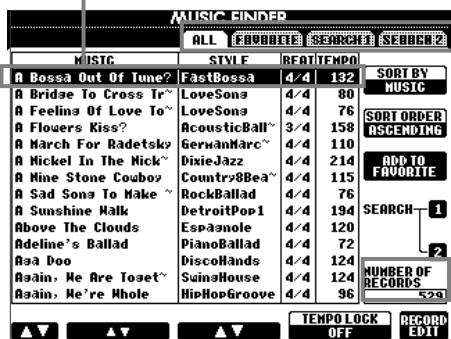 MUSIC FINDER
ALL FAVORITE SEARCH1 SEARCH2
MUSIC STYLE BEAT TEMPO
A Bossa Out Of Tune? FastBossa 4/4 132
A Bridge To Cross Tr~ LoveSong 4/4 80
A Feeling Of Love To~ LoveSong 4/4 76
A Flowers Kiss? AcousticBall~ 3/4 158
A March For Radetsky GermanMarc~ 4/4 110
A Nickel In The Nick~ DixieJazz 4/4 214
A Nine Stone Cowboy Country8Bea~ 4/4 115
A Sad Song To Make ~ RockBallad 4/4 76
A Sunshine Walk DetroitPop1 4/4 194
Above The Clouds Espagnole 4/4 120
Adeline's Ballad PianoBallad 4/4 72
Aga Doo DiscoHands 4/4 124
Again, We Are Toget~ SwingHouse 4/4 124
Again, We're Whole HipHopGroove 4/4 96
SORT BY
MUSIC
SORT ORDER
ASCENDING
ADD TO
FAVORITE
SEARCH 1
2
NUMBER OF
RECORDS
529
TEMPO LOCK
OFF
RECORD
EDIT